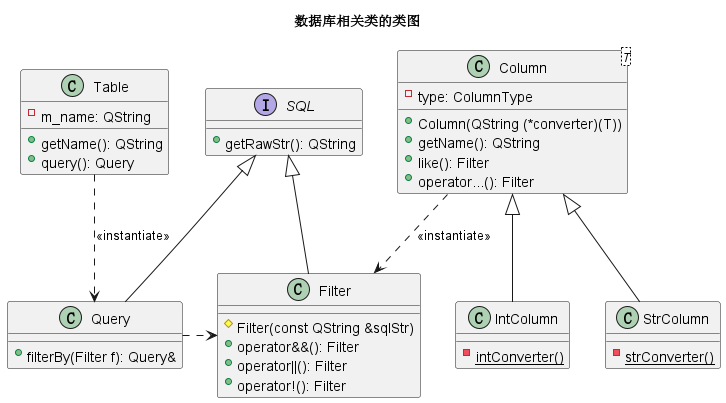 数据库相关类的类图
C Table
m_name: QString
getName(): QString
query(): Query
I SQL
getRawStr(): QString
C Column
T
type: ColumnType
Column(QString (*converter)(T))
getName(): QString
like(): Filter
operator...(): Filter
«instantiate»
«instantiate»
C Query
filterBy(Filter f): Query&
C Filter
Filter(const QString &sqlStr)
operator&&(): Filter
operator||(): Filter
operator!(): Filter
C IntColumn
intConverter()
C StrColumn
strConverter()